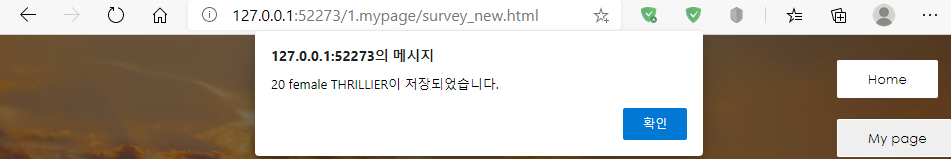 127.0.0.1:52273/1.mypage/survey_new.html
127.0.0.1:52273의 메시지
20 female THRILLIER이 저장되었습니다.
확인
Home
My page